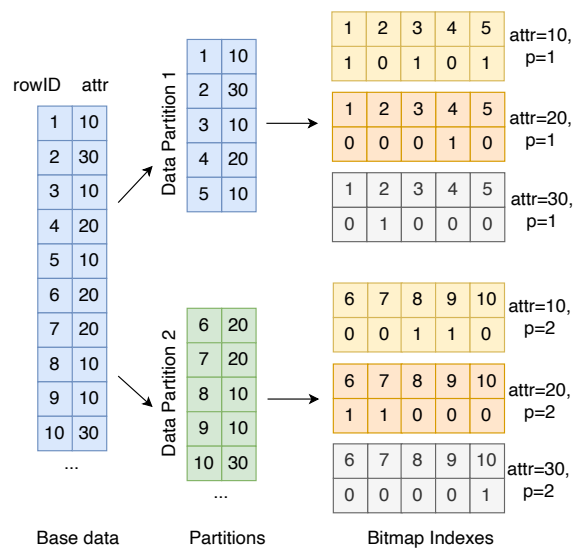 rowID attr
1 10
2 30
3 10
4 20
5 10
6 20
7 20
8 10
9 10
10 30
...
Base data
Data Partition 1
1 10
2 30
3 10
4 20
5 10
Data Partition 2
6 20
7 20
8 10
9 10
10 30
...
Partitions
1 2 3 4 5
1 0 1 0 1
attr=10,
p=1
1 2 3 4 5
0 0 0 1 0
attr=20,
p=1
1 2 3 4 5
0 1 0 0 0
attr=30,
p=1
6 7 8 9 10
0 0 1 1 0
attr=10,
p=2
6 7 8 9 10
1 1 0 0 0
attr=20,
p=2
6 7 8 9 10
0 0 0 0 1
attr=30,
p=2
Bitmap Indexes